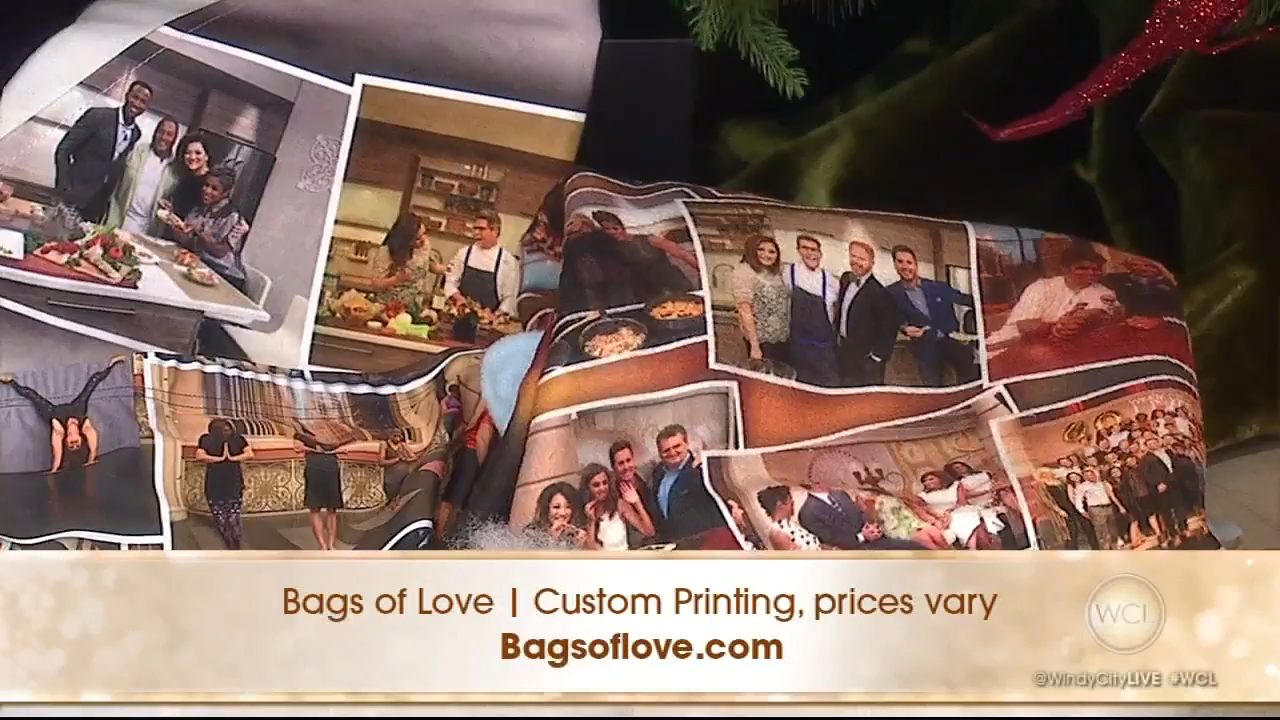 Bags of Love | Custom Printing, prices vary
Bagsoflove.com
WCL
@WindyCityLIVE #WCL